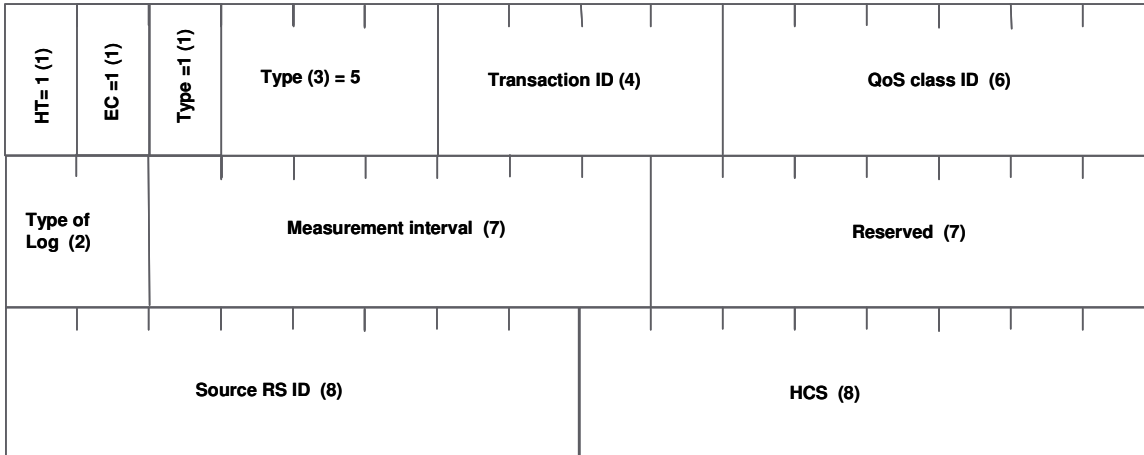 HT= 1 (1)
EC =1 (1)
Type =1 (1)
Type (3) = 5
Transaction ID (4)
QoS class ID  (6)
Type of
Log  (2)
Measurement interval  (7)
Reserved  (7)
Source RS ID  (8)
HCS  (8)